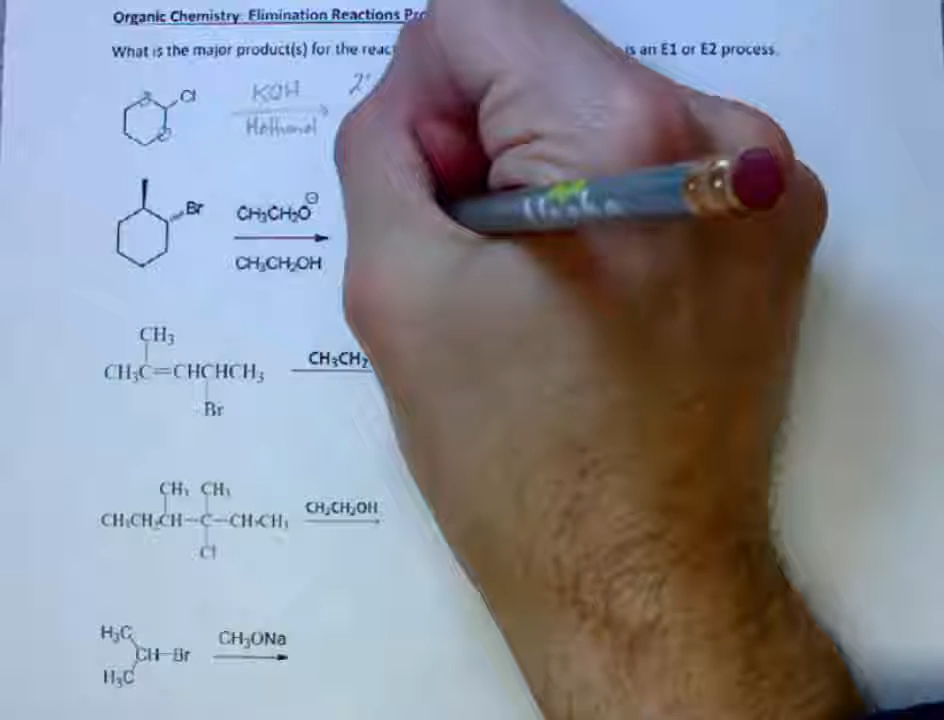 Organic Chemistry: Elimination Reactions
What is the major product(s) for the reac is an E1 or E2 process.
Cl KOH 2°
Methanol
Br CH₃CH₂O⊖
CH₃CH₂OH
CH₃
CH₃C=CHCHCH₃ CH₃CH₂
Br
CH₃ CH₃
CH₃CH₂CH-C-CH₂CH₃ CH₃CH₂OH
Cl
H₃C
CH-Br CH₃ONa
H₃C